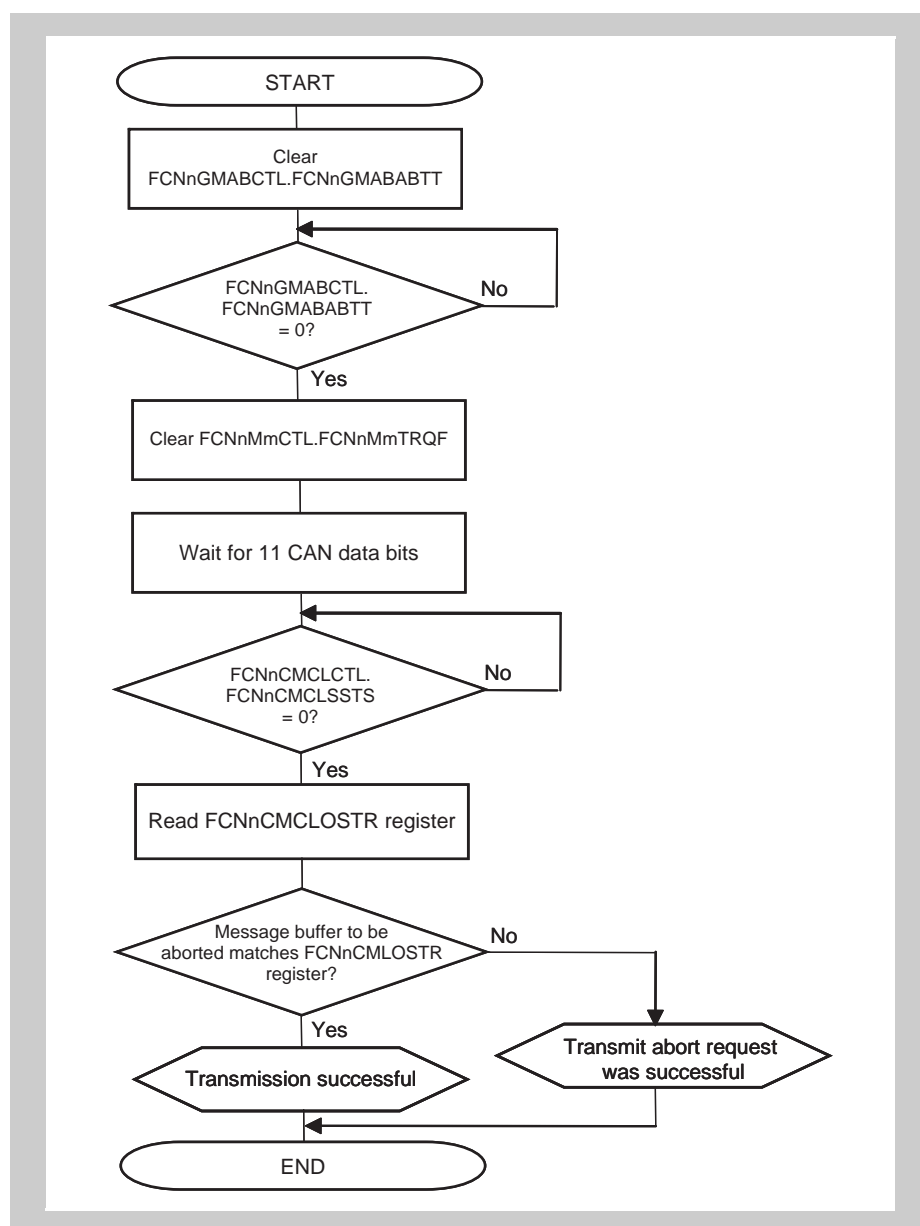 START
Clear
FCNnGMABCTL.FCNnGMABABTT
FCNnGMABCTL.
FCNnGMABABTT
= 0?
No
Yes
Clear FCNnMmCTL.FCNnMmTRQF
Wait for 11 CAN data bits
FCNnCMCLCTL.
FCNnCMCLSSTS
= 0?
No
Yes
Read FCNnCMCLOSTR register
Message buffer to be
aborted matches FCNnCMLOSTR
register?
No
Yes
Transmission successful
Transmit abort request
was successful
END